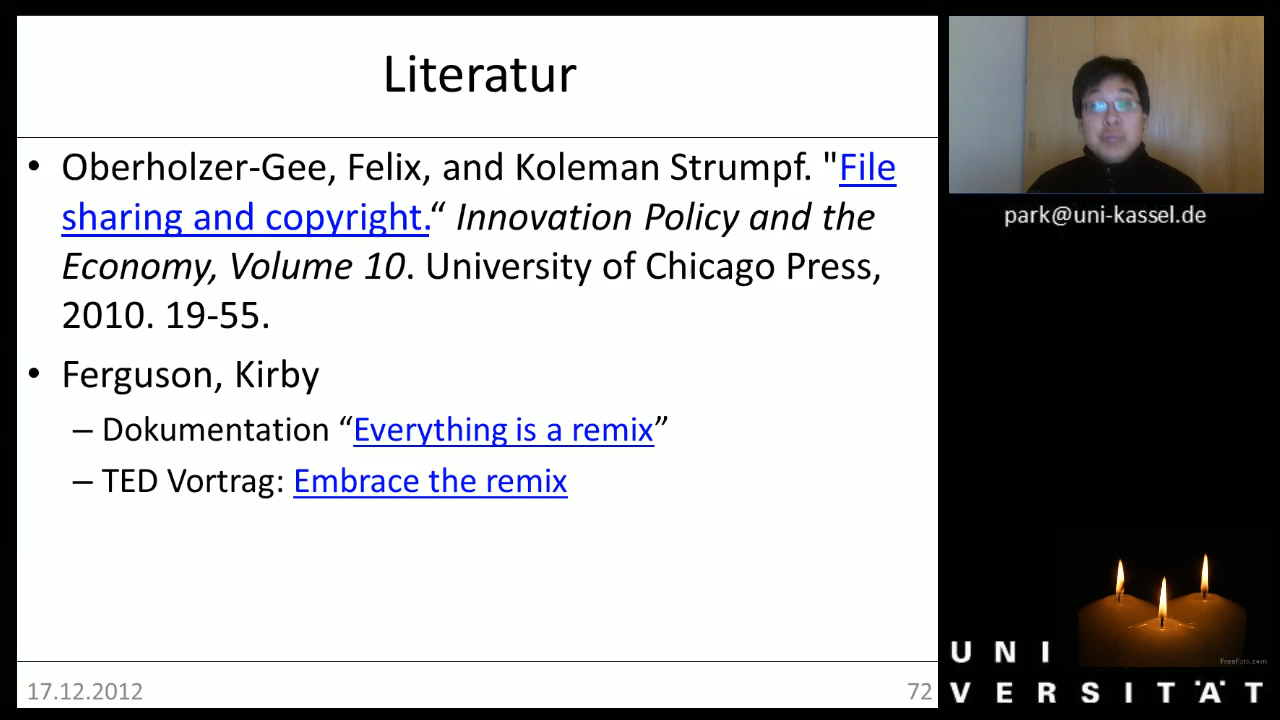 Literatur
• Oberholzer-Gee, Felix, and Koleman Strumpf. "File
sharing and copyright.“ Innovation Policy and the
Economy, Volume 10. University of Chicago Press,
2010. 19-55.
• Ferguson, Kirby
– Dokumentation “Everything is a remix”
– TED Vortrag: Embrace the remix
17.12.2012
72
park@uni-kassel.de
FreeFoto.com
U N I
V E R S I T Ä T